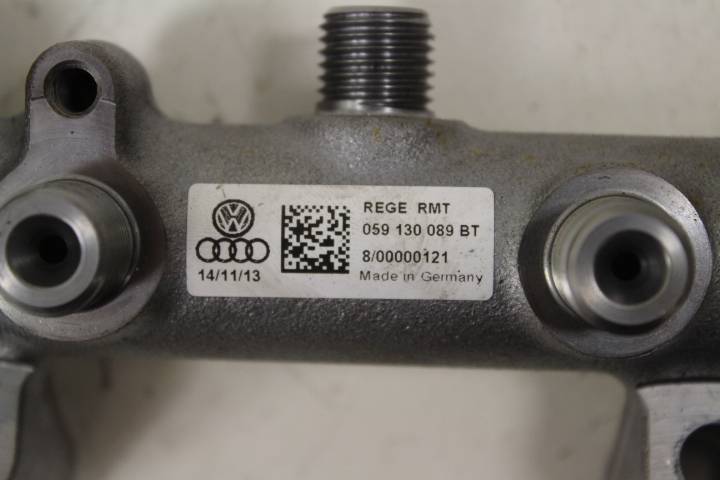 REGE RMT
059 130 089 BT
8/00000121
Made in Germany
14/11/13